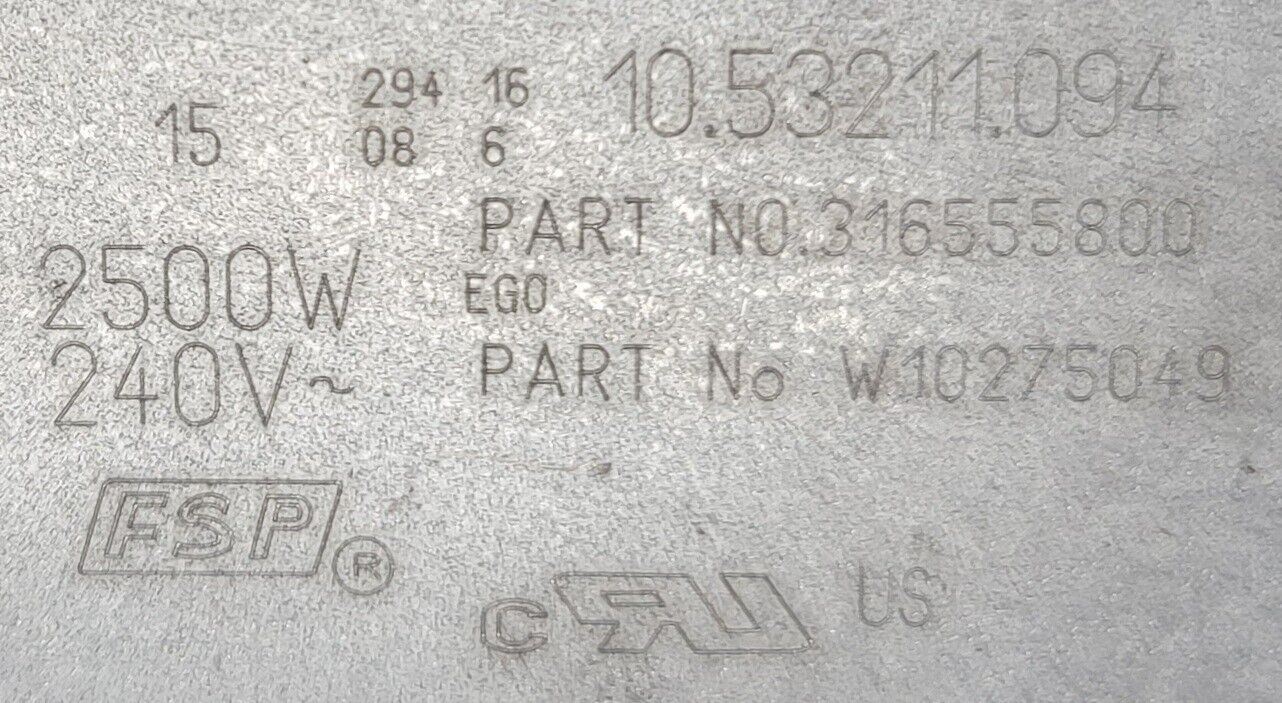 15 294 16 10.53211.094
08 6
PART NO.316555800
2500W EGO
240V~ PART No W10275049
FSP®
C RU US